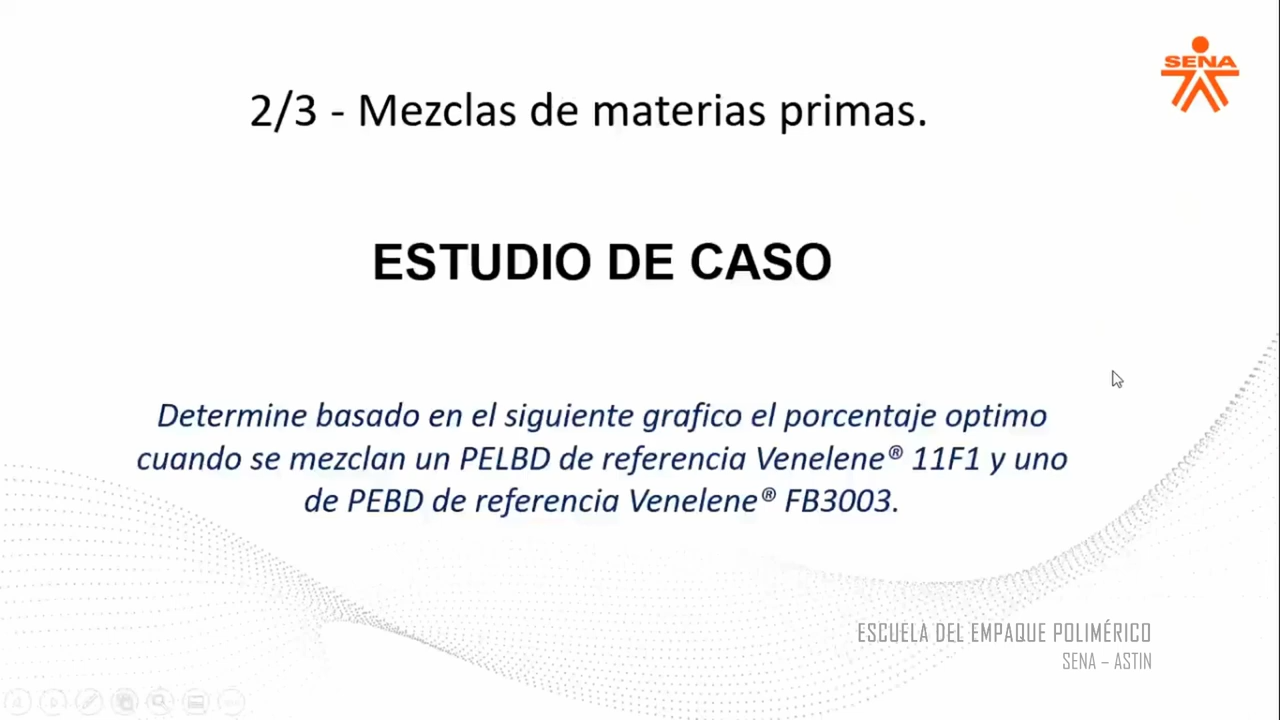 SENA
2/3 - Mezclas de materias primas.
ESTUDIO DE CASO
Determine basado en el siguiente grafico el porcentaje optimo
cuando se mezclan un PELBD de referencia Venelene® 11F1 y uno
de PEBD de referencia Venelene® FB3003.
ESCUELA DEL EMPAQUE POLIMÉRICO
SENA – ASTIN